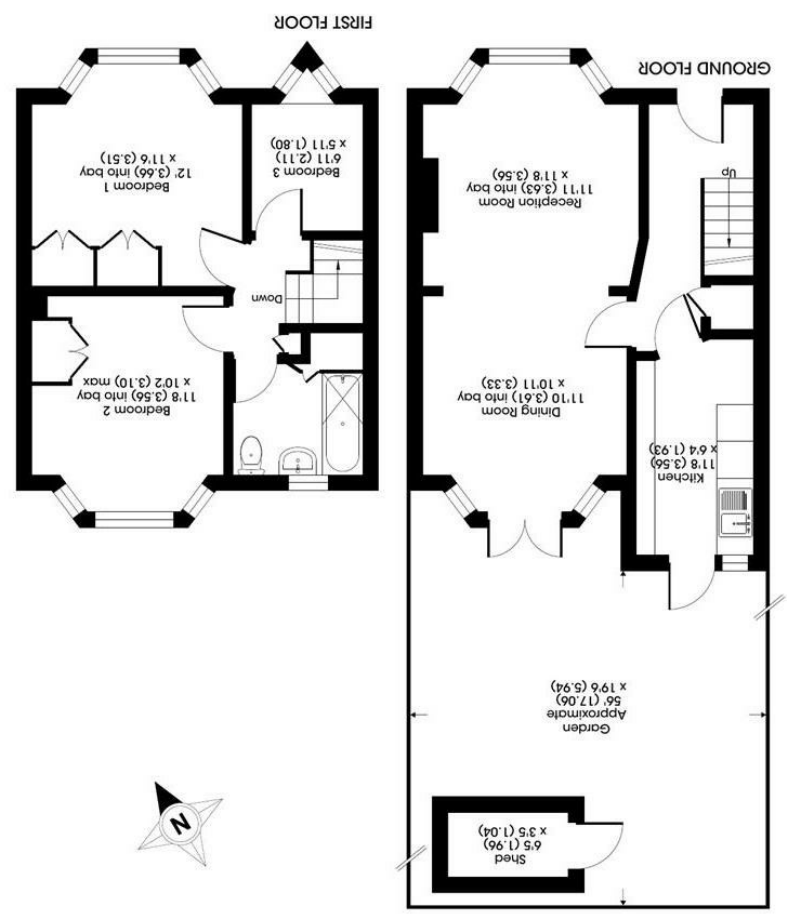 Shed
6'5 (1.96)
x 3'5 (1.04)
N
Garden
Approximate
56' (17.06)
x 19'6 (5.94)
Kitchen
11'8 (3.56)
x 6'4 (1.93)
Dining Room
11'10 (3.61) into bay
x 10'11 (3.33)
Up
Reception Room
11'11 (3.63) into bay
x 11'8 (3.56)
GROUND FLOOR
Bedroom 2
11'8 (3.56) into bay
x 10'2 (3.10) max
Down
Bedroom 3
6'11 (2.11)
x 5'11 (1.80)
Bedroom 1
12' (3.66) into bay
x 11'6 (3.51)
FIRST FLOOR